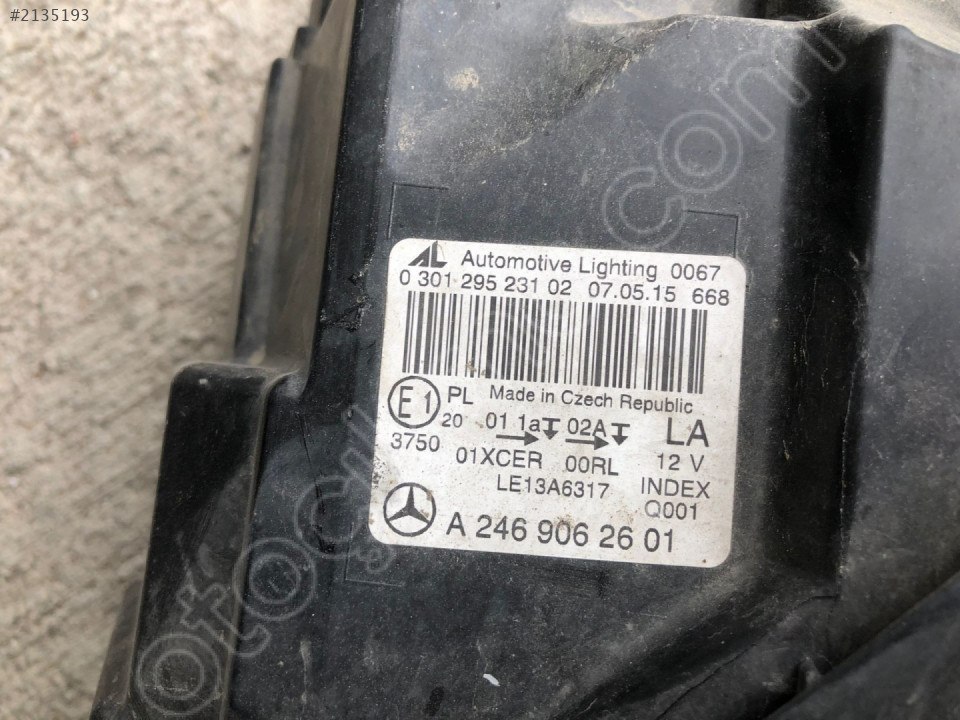 #2135193
AL Automotive Lighting 0067
0 301 295 231 02 07.05.15 668
E1 PL Made in Czech Republic
20 01 1a 02A LA
3750 01XCER 00RL 12 V
LE13A6317 INDEX
Q001
A 246 906 26 01
otocu
com